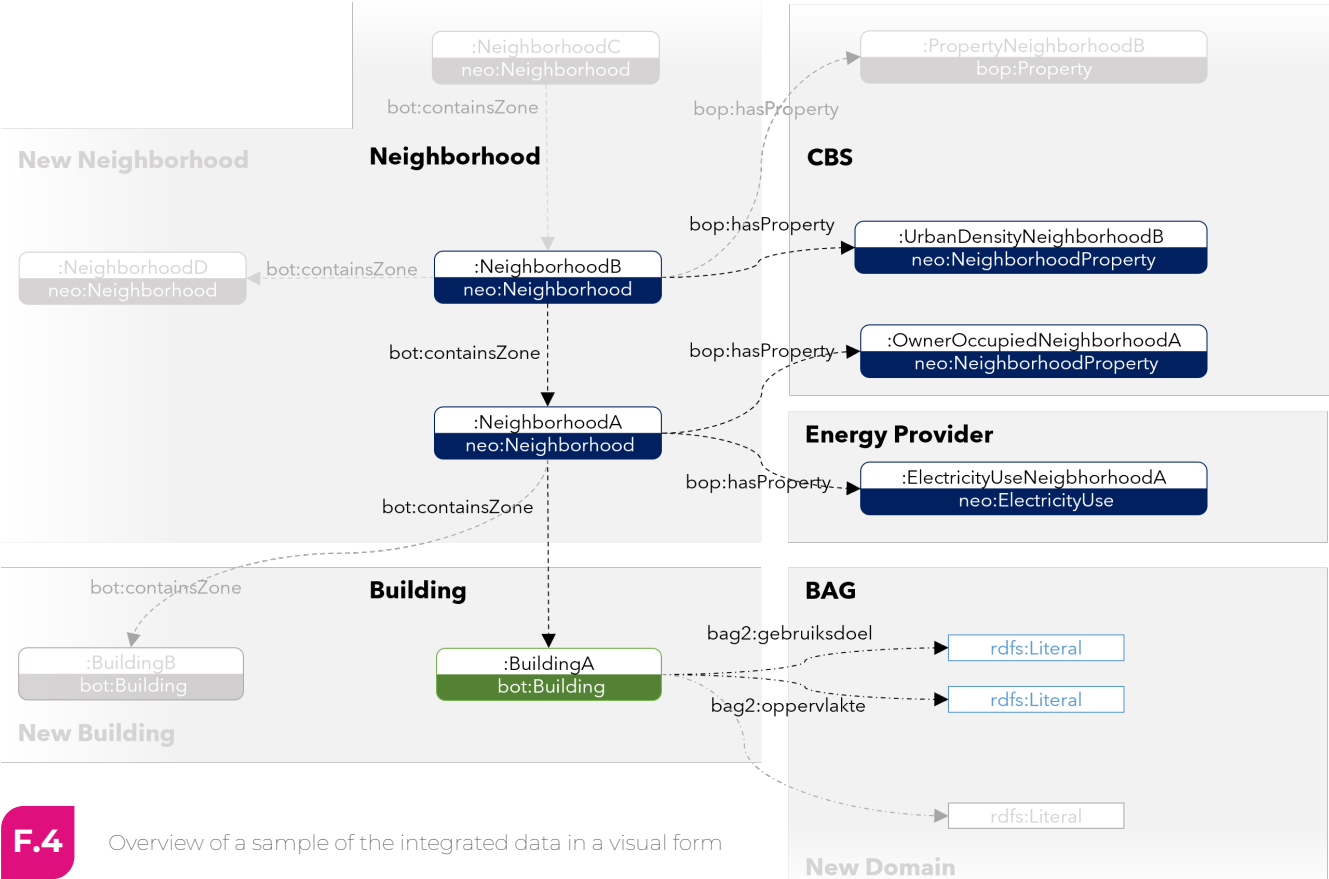 :NeighborhoodC
neo:Neighborhood
:PropertyNeighborhoodB
bop:Property
bot:containsZone
bop:hasProperty
New Neighborhood
Neighborhood
CBS
bop:hasProperty
:UrbanDensityNeighborhoodB
neo:NeighborhoodProperty
:NeighborhoodD
neo:Neighborhood
bot:containsZone
:NeighborhoodB
neo:Neighborhood
bot:containsZone
bop:hasProperty
:OwnerOccupiedNeighborhoodA
neo:NeighborhoodProperty
:NeighborhoodA
neo:Neighborhood
Energy Provider
bop:hasProperty
:ElectricityUseNeigbhorhoodA
neo:ElectricityUse
bot:containsZone
bot:containsZone
Building
BAG
bag2:gebruiksdoel
rdfs:Literal
:BuildingB
bot:Building
:BuildingA
bot:Building
rdfs:Literal
bag2:oppervlakte
New Building
rdfs:Literal
F.4
Overview of a sample of the integrated data in a visual form
New Domain